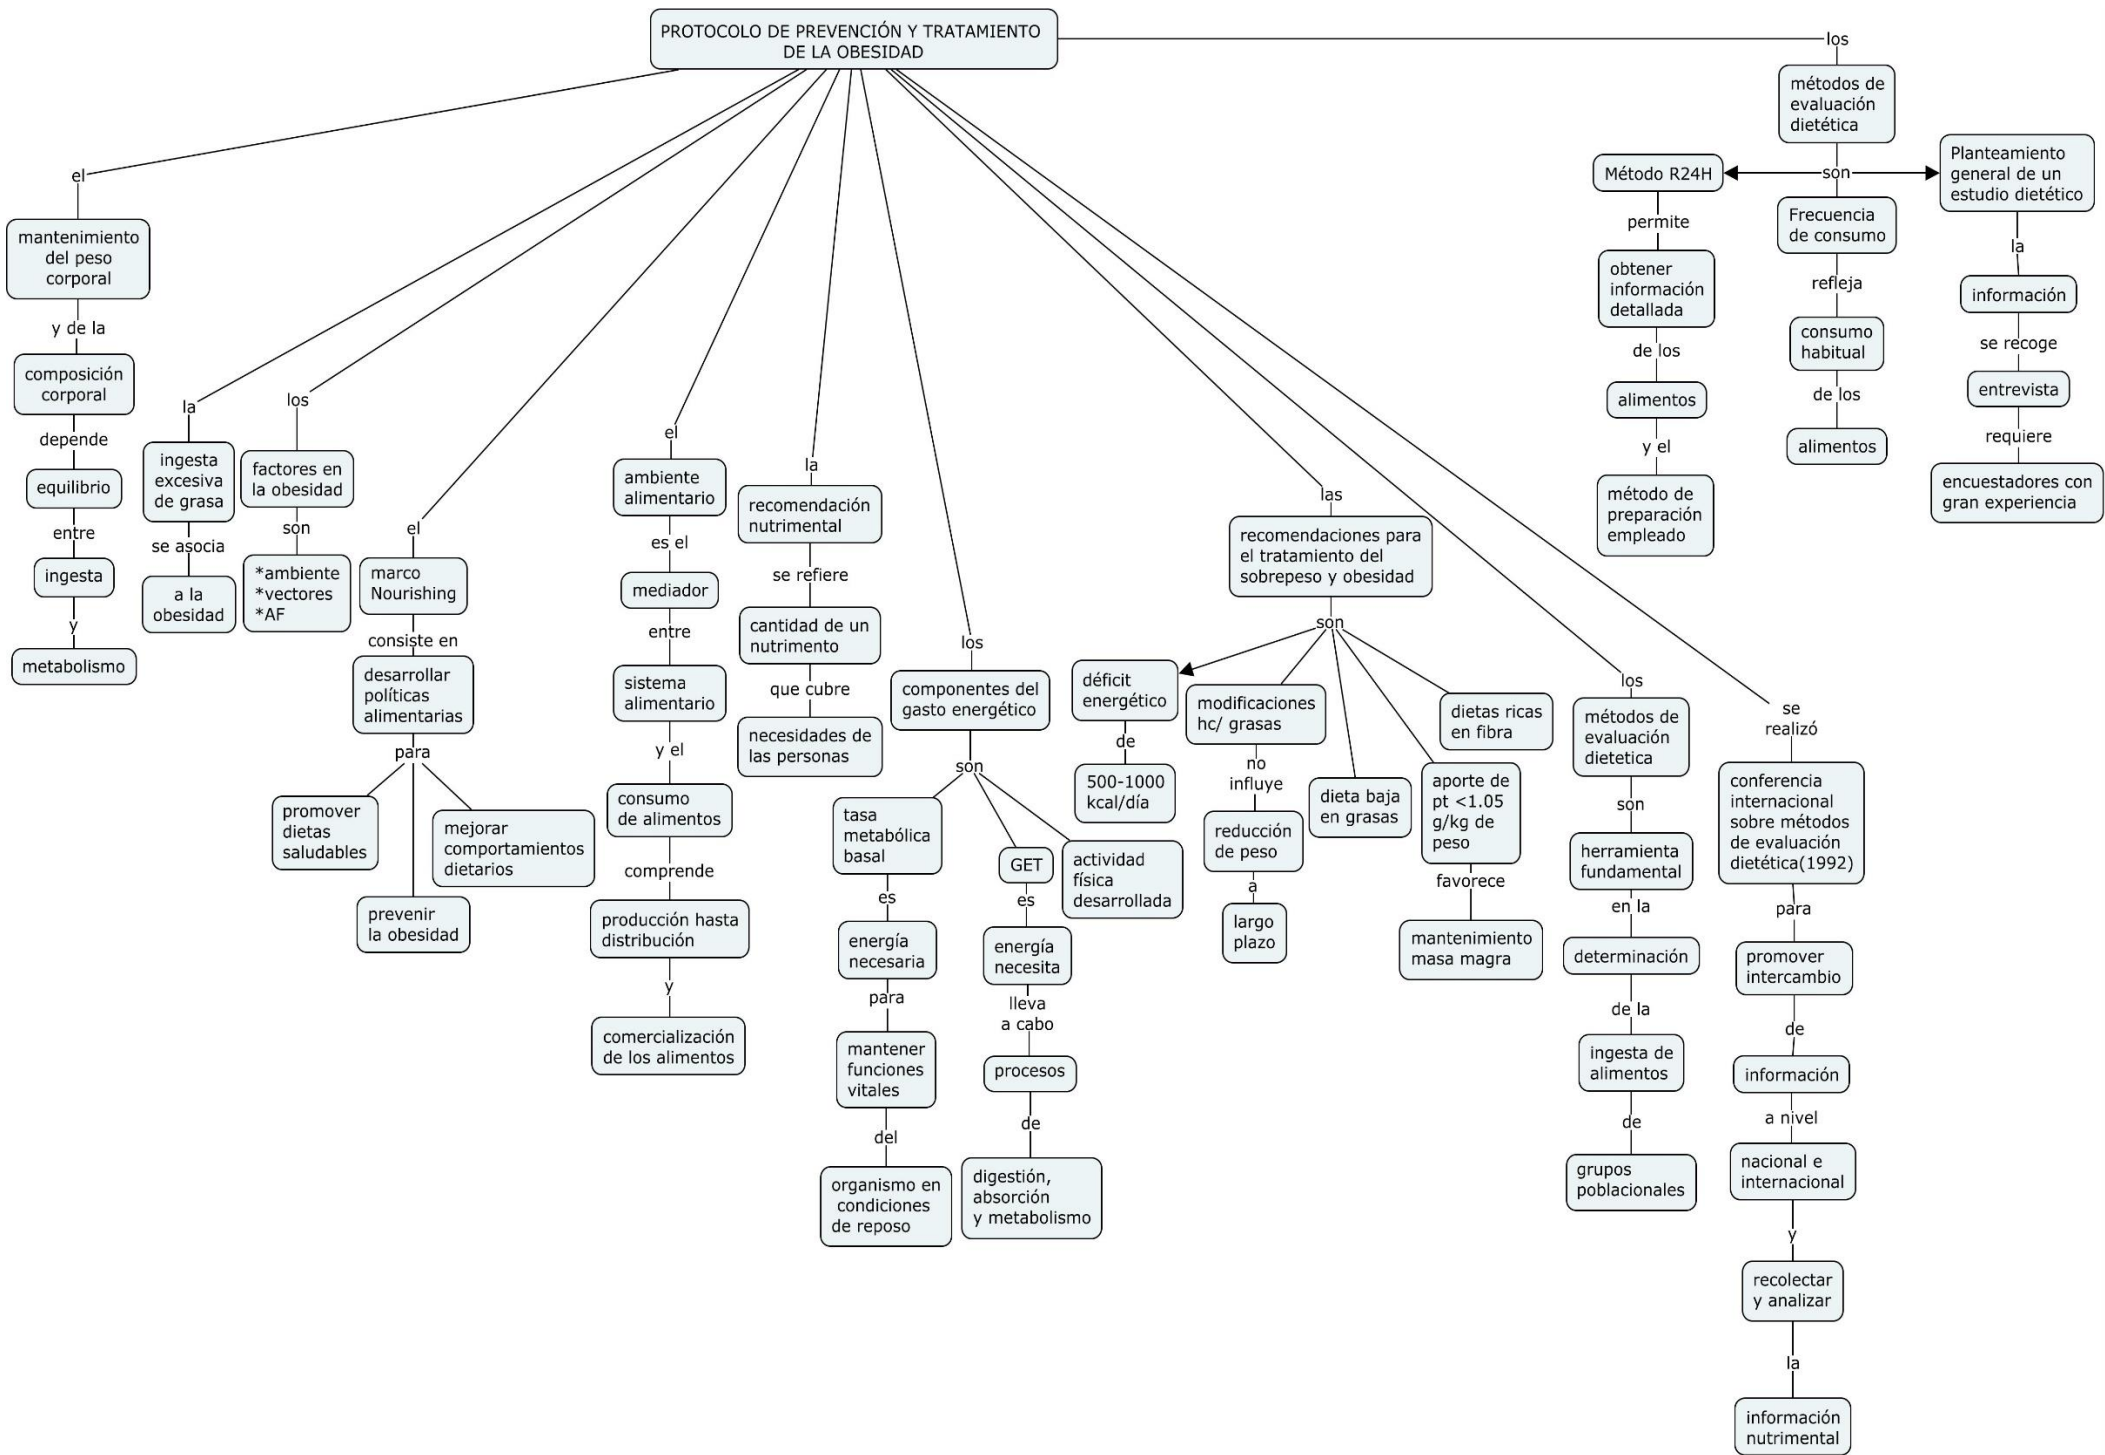 PROTOCOLO DE PREVENCIÓN Y TRATAMIENTO
DE LA OBESIDAD
el
mantenimiento
del peso
corporal
y de la
composición
corporal
depende
equilibrio
entre
ingesta
y
metabolismo
la
ingesta
excesiva
de grasa
se asocia
a la
obesidad
los
factores en
la obesidad
son
*ambiente
*vectores
*AF
el
marco
Nourishing
consiste en
desarrollar
políticas
alimentarias
para
promover
dietas
saludables
prevenir
la obesidad
mejorar
comportamientos
dietarios
el
ambiente
alimentario
es el
mediador
entre
sistema
alimentario
y el
consumo
de alimentos
comprende
producción hasta
distribución
y
comercialización
de los alimentos
la
recomendación
nutrimental
se refiere
cantidad de un
nutrimento
que cubre
necesidades de
las personas
los
componentes del
gasto energético
son
tasa
metabólica
basal
es
energía
necesaria
para
mantener
funciones
vitales
del
organismo en
condiciones
de reposo
GET
es
energía
necesita
lleva
a cabo
procesos
de
digestión,
absorción
y metabolismo
actividad
física
desarrollada
las
recomendaciones para
el tratamiento del
sobrepeso y obesidad
son
déficit
energético
de
500-1000
kcal/día
modificaciones
hc/ grasas
no
influye
reducción
de peso
a
largo
plazo
dieta baja
en grasas
aporte de
pt <1.05
g/kg de
peso
favorece
mantenimiento
masa magra
dietas ricas
en fibra
los
métodos de
evaluación
dietetica
son
herramienta
fundamental
en la
determinación
de la
ingesta de
alimentos
de
grupos
poblacionales
se
realizó
conferencia
internacional
sobre métodos
de evaluación
dietética(1992)
para
promover
intercambio
de
información
a nivel
nacional e
internacional
y
recolectar
y analizar
la
información
nutrimental
los
métodos de
evaluación
dietética
son
Método R24H
permite
obtener
información
detallada
de los
alimentos
y el
método de
preparación
empleado
Frecuencia
de consumo
refleja
consumo
habitual
de los
alimentos
Planteamiento
general de un
estudio dietético
la
información
se recoge
entrevista
requiere
encuestadores con
gran experiencia